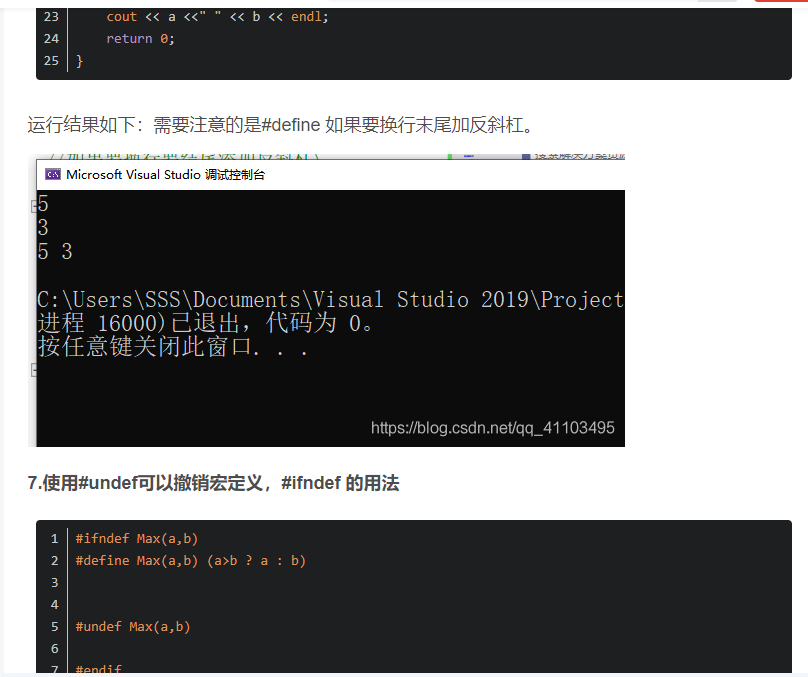 23 cout << a <<" " << b << endl;
24 return 0;
25 }
运行结果如下：需要注意的是#define 如果要换行末尾加反斜杠。
Microsoft Visual Studio 调试控制台
5
3
5 3
C:\Users\SSS\Documents\Visual Studio 2019\Project
进程 16000)已退出，代码为 0。
按任意键关闭此窗口. . .
https://blog.csdn.net/qq_41103495
7.使用#undef可以撤销宏定义，#ifndef 的用法
1 #ifndef Max(a,b)
2 #define Max(a,b) (a>b ? a : b)
3
4
5 #undef Max(a,b)
6
7 #endif